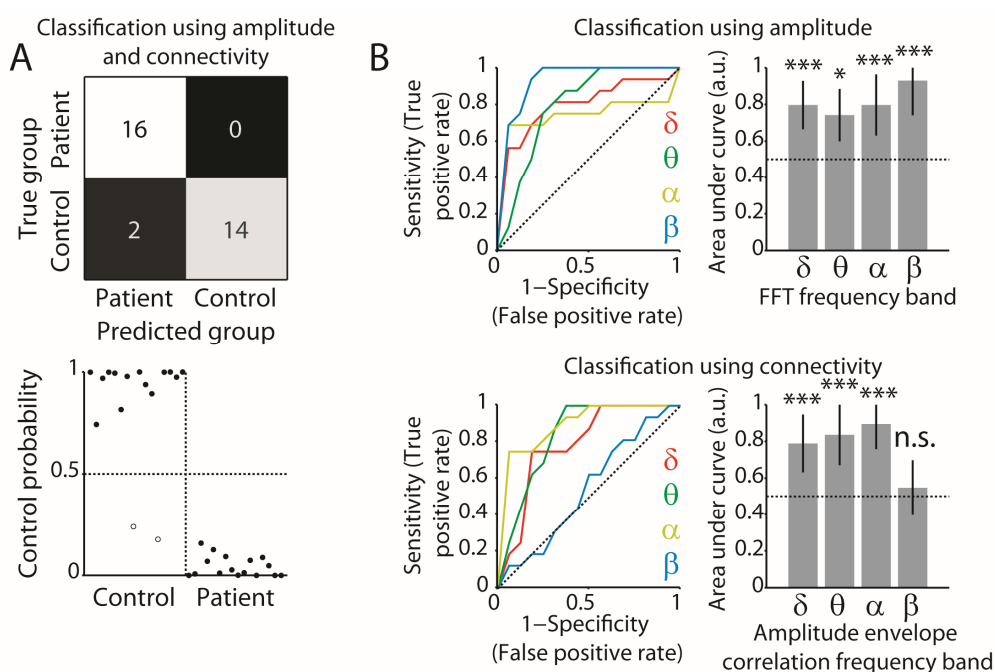 Classification using amplitude
and connectivity
A
True group
Control Patient
16
0
2
14
Patient Control
Predicted group
Control probability
1
0.5
0
Control Patient
B
Classification using amplitude
Sensitivity (True
positive rate)
1
0.8
0.6
0.4
0.2
0
0.5
1
δ
θ
α
β
1−Specificity
(False positive rate)
Area under curve (a.u.)
1
0.8
0.6
0.4
0.2
0
***
*
***
***
δ θ α β
FFT frequency band
Classification using connectivity
Sensitivity (True
positive rate)
1
0.8
0.6
0.4
0.2
0
0.5
1
δ
θ
α
β
1−Specificity
(False positive rate)
Area under curve (a.u.)
1
0.8
0.6
0.4
0.2
0
***
***
***
n.s.
δ θ α β
Amplitude envelope
correlation frequency band